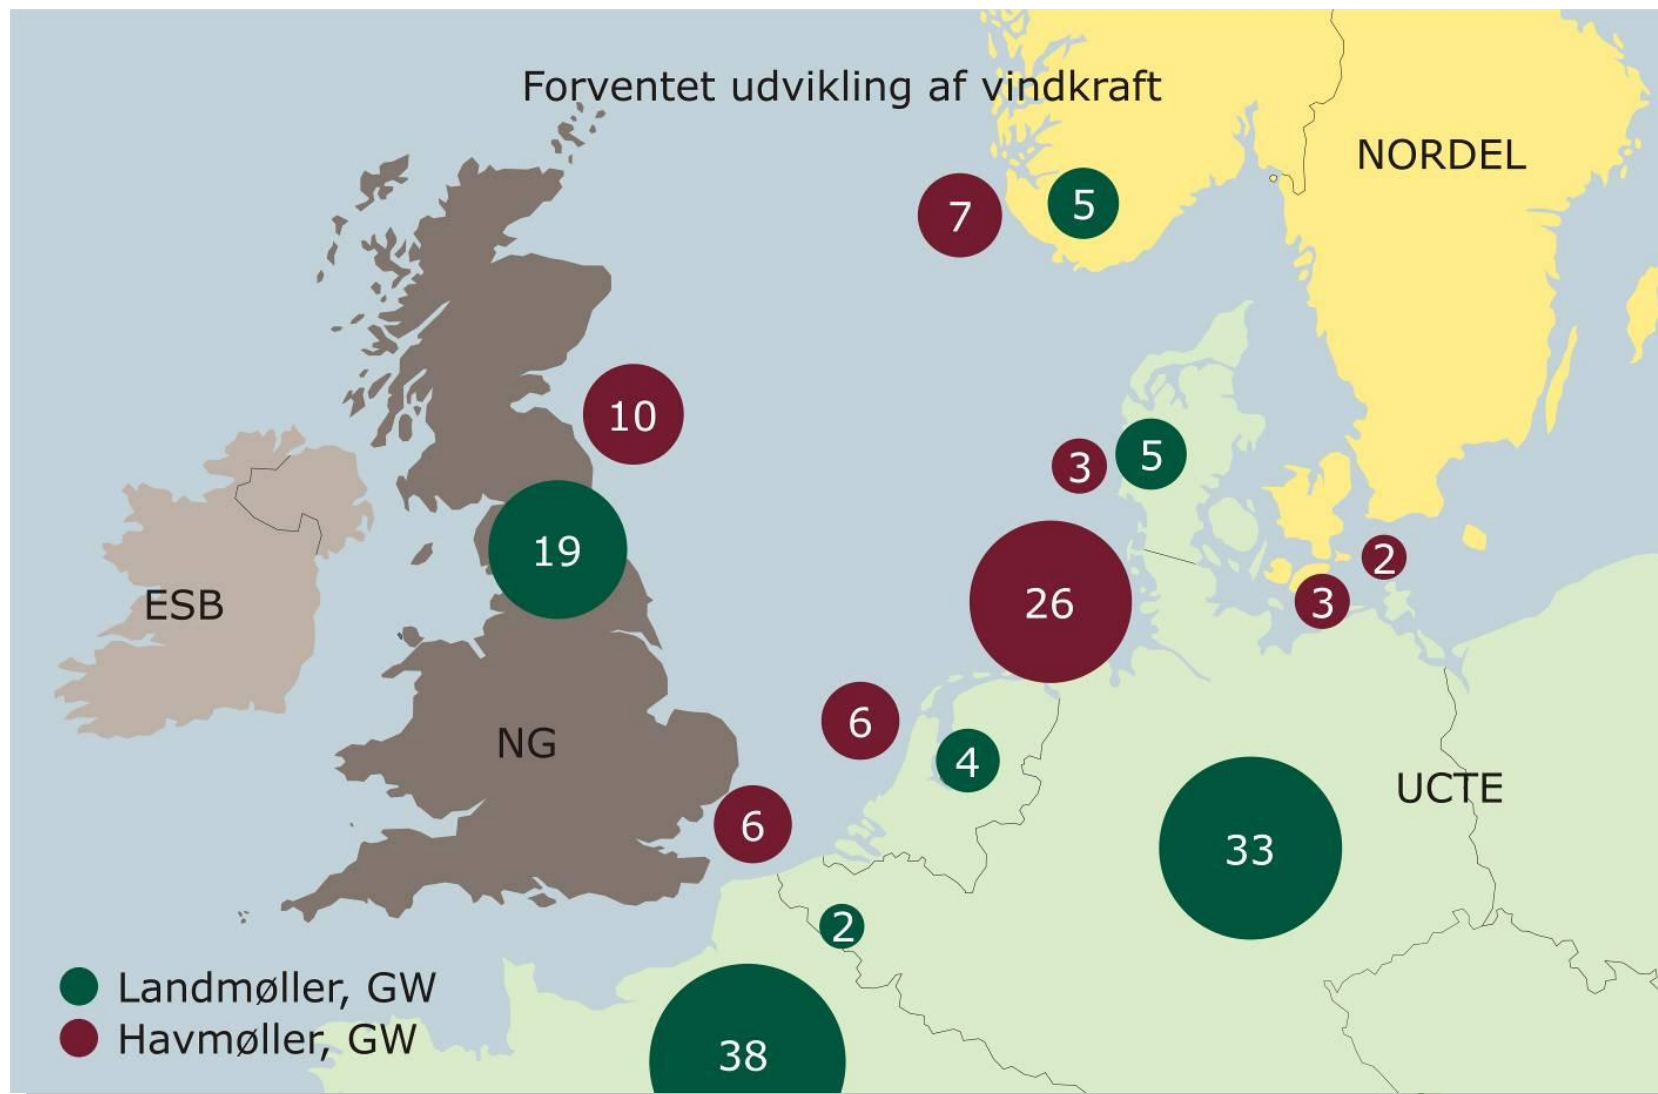 Forventet udvikling af vindkraft
NORDEL
7
5
10
3
5
19
2
26
3
ESB
6
NG
4
UCTE
6
33
2
Landmøller, GW
Havmøller, GW
38